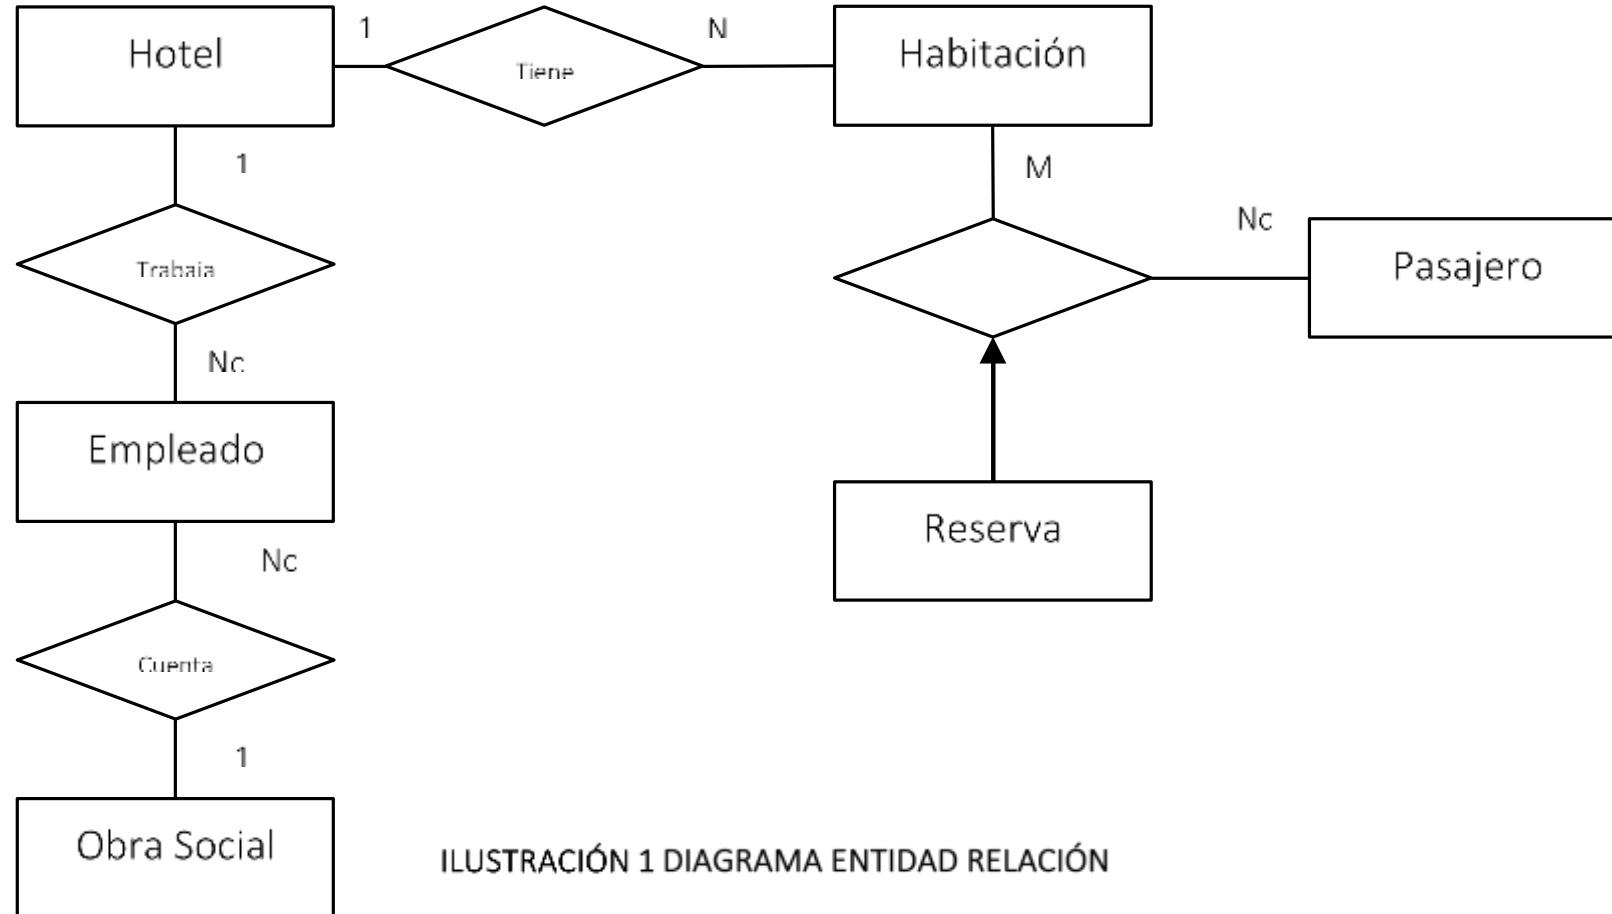 Hotel
1
Tiene
N
Habitación
1
M
Trabaja
Nc
Pasajero
Nc
Empleado
Reserva
Nc
Cuenta
1
Obra Social
ILUSTRACIÓN 1 DIAGRAMA ENTIDAD RELACIÓN